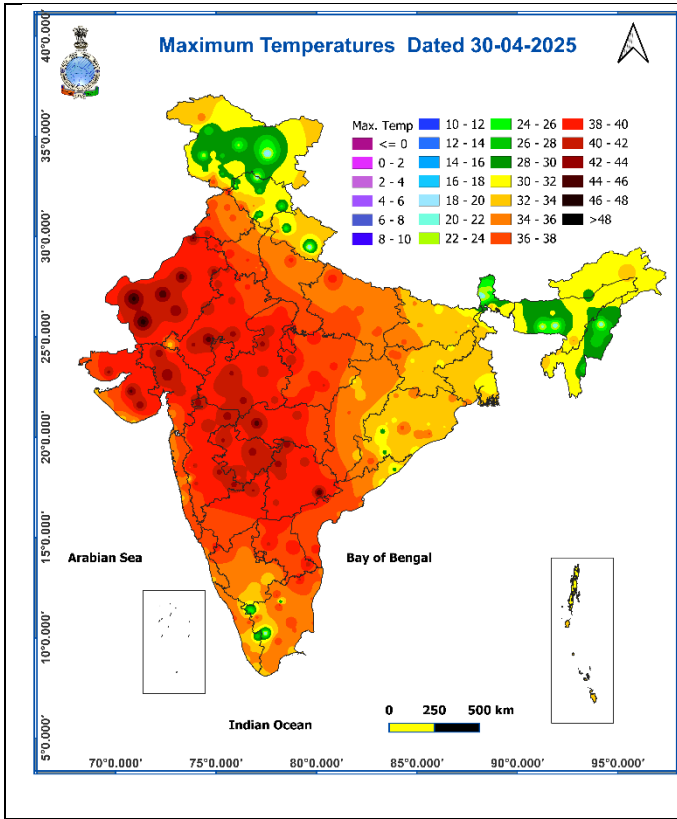 Maximum Temperatures Dated 30-04-2025
Max. Temp
<= 0
0 - 2
2 - 4
4 - 6
6 - 8
8 - 10
10 - 12
12 - 14
14 - 16
16 - 18
18 - 20
20 - 22
22 - 24
24 - 26
26 - 28
28 - 30
30 - 32
32 - 34
34 - 36
36 - 38
38 - 40
40 - 42
42 - 44
44 - 46
46 - 48
>48
40°0.000'
35°0.000'
30°0.000'
25°0.000'
20°0.000'
15°0.000'
10°0.000'
5°0.000'
Arabian Sea
Bay of Bengal
Indian Ocean
0 250 500 km
70°0.000' 75°0.000' 80°0.000' 85°0.000' 90°0.000' 95°0.000'